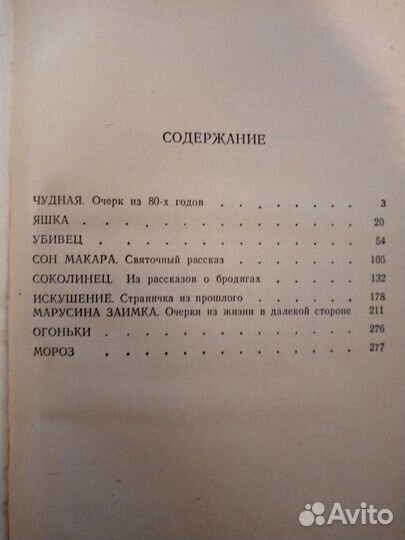 СОДЕРЖАНИЕ
ЧУДНАЯ. Очерк из 80-х годов . . . . . . . 3
ЯШКА . . . . . . . . . . . . 20
УБИВЕЦ . . . . . . . . . . . 54
СОН МАКАРА. Святочный рассказ . . . . . . 105
СОКОЛИНЕЦ. Из рассказов о бродягах . . . . . 132
ИСКУШЕНИЕ. Страничка из прошлого . . . . . 178
МАРУСИНА ЗАИМКА. Очерки из жизни в далекой стороне 211
ОГОНЬКИ . . . . . . . . . . . 276
МОРОЗ . . . . . . . . . . . 277
Avito